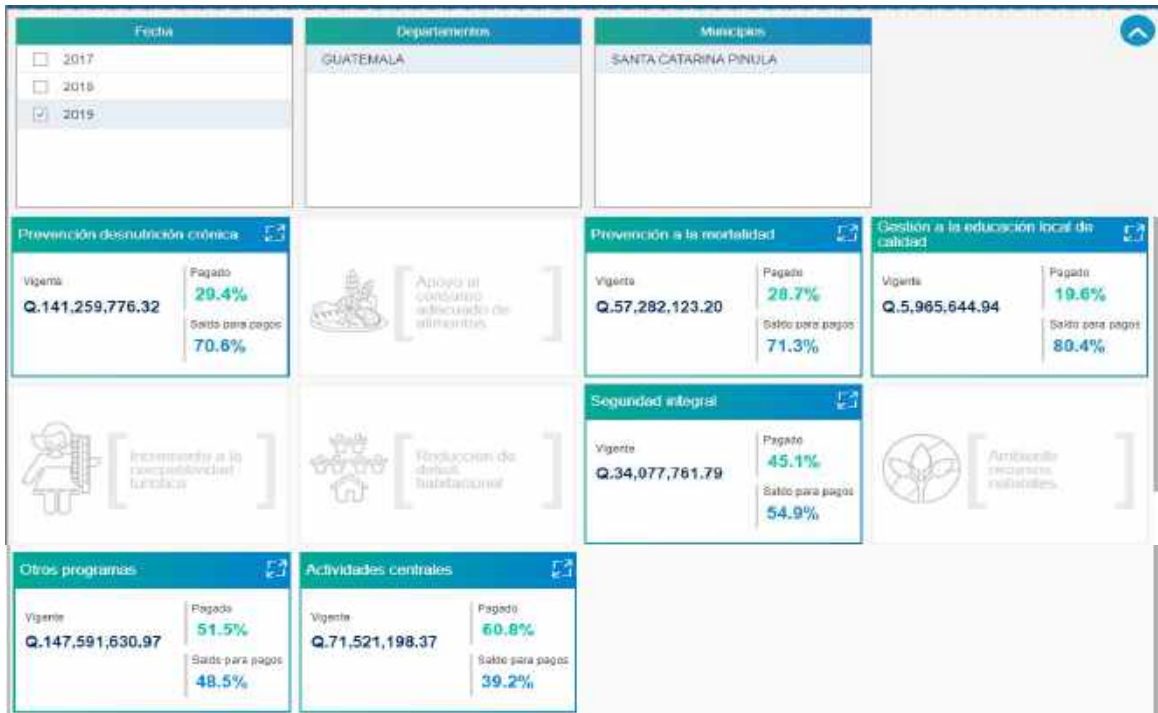 Fecha
2017
2018
2019
Departamentos
GUATEMALA
Municipios
SANTA CATARINA PINULA
Prevención desnutrición crónica
Vigente
Q.141,259,776.32
Pagado
29.4%
Saldo para pagos
70.6%
Apoyo al
consumo
adecuado de
alimentos
Prevención a la mortalidad
Vigente
Q.57,282,123.20
Pagado
28.7%
Saldo para pagos
71.3%
Gestión a la educación local de
calidad
Vigente
Q.5,965,644.94
Pagado
19.6%
Saldo para pagos
80.4%
Incremento a la
turística
Reducción de
déficit
habitacional
Seguridad integral
Vigente
Q.34,077,761.79
Pagado
45.1%
Saldo para pagos
54.9%
Ambiente
recursos
naturales
Otros programas
Vigente
Q.147,591,630.97
Pagado
51.5%
Saldo para pagos
48.5%
Actividades centrales
Vigente
Q.71,521,198.37
Pagado
60.8%
Saldo para pagos
39.2%